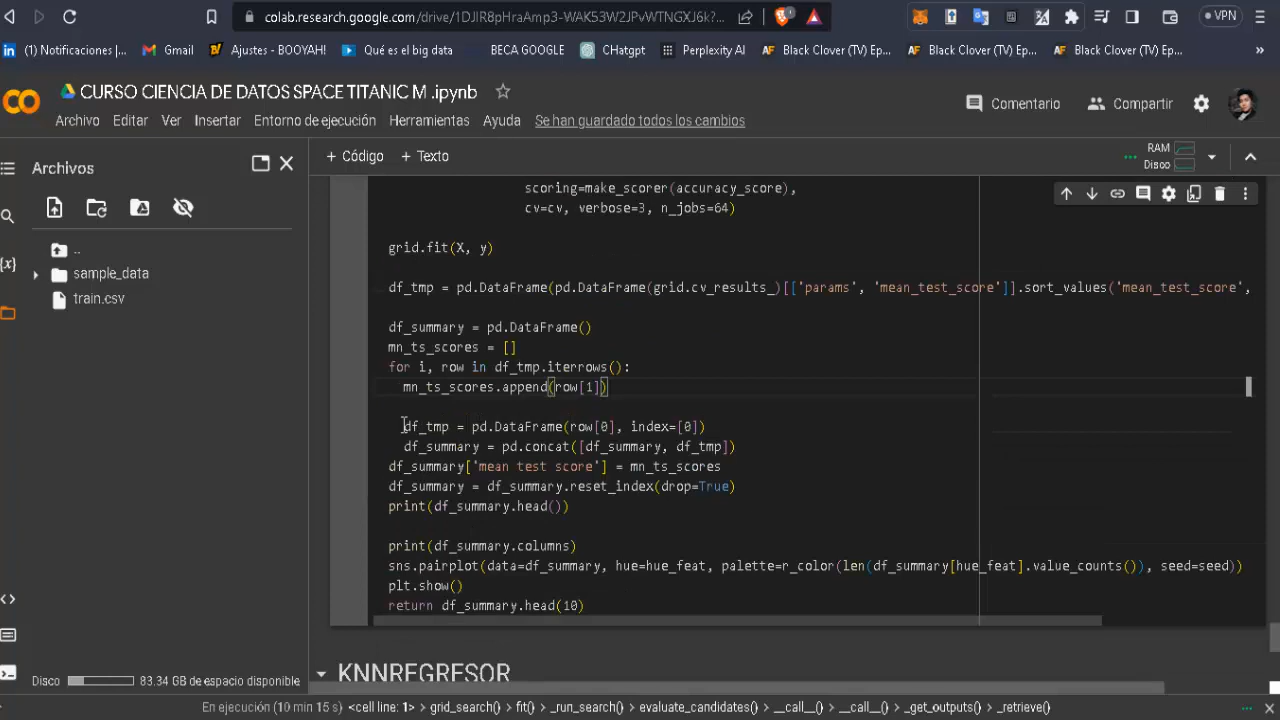 colab.research.google.com/drive/1DJIR8pHraAmp3-WAK53W2JPvWTNGXJ6k?...
VPN
(1) Notificaciones |...
Gmail
Ajustes - BOOYAH!
Qué es el big data
BECA GOOGLE
CHAtgpt
Perplexity AI
Black Clover (TV) Ep...
Black Clover (TV) Ep...
Black Clover (TV) Ep...
»
CURSO CIENCIA DE DATOS SPACE TITANIC M .ipynb
Comentario
Compartir
Archivo Editar Ver Insertar Entorno de ejecución Herramientas Ayuda Se han guardado todos los cambios
Archivos
+ Código + Texto
RAM
Disco
..
sample_data
train.csv
{x}
scoring=make_scorer(accuracy_score),
cv=cv, verbose=3, n_jobs=64)
grid.fit(X, y)
df_tmp = pd.DataFrame(pd.DataFrame(grid.cv_results_)[['params', 'mean_test_score']].sort_values('mean_test_score',
df_summary = pd.DataFrame()
mn_ts_scores = []
for i, row in df_tmp.iterrows():
mn_ts_scores.append(row[1])
df_tmp = pd.DataFrame(row[0], index=[0])
df_summary = pd.concat([df_summary, df_tmp])
df_summary['mean test score'] = mn_ts_scores
df_summary = df_summary.reset_index(drop=True)
print(df_summary.head())
print(df_summary.columns)
sns.pairplot(data=df_summary, hue=hue_feat, palette=r_color(len(df_summary[hue_feat].value_counts()), seed=seed))
plt.show()
return df_summary.head(10)
KNNREGRESOR
Disco
83.34 GB de espacio disponible
En ejecución (10 min 15 s) <cell line: 1> grid_search() fit() _run_search() evaluate_candidates() __call__() __call__() _get_outputs() _retrieve()